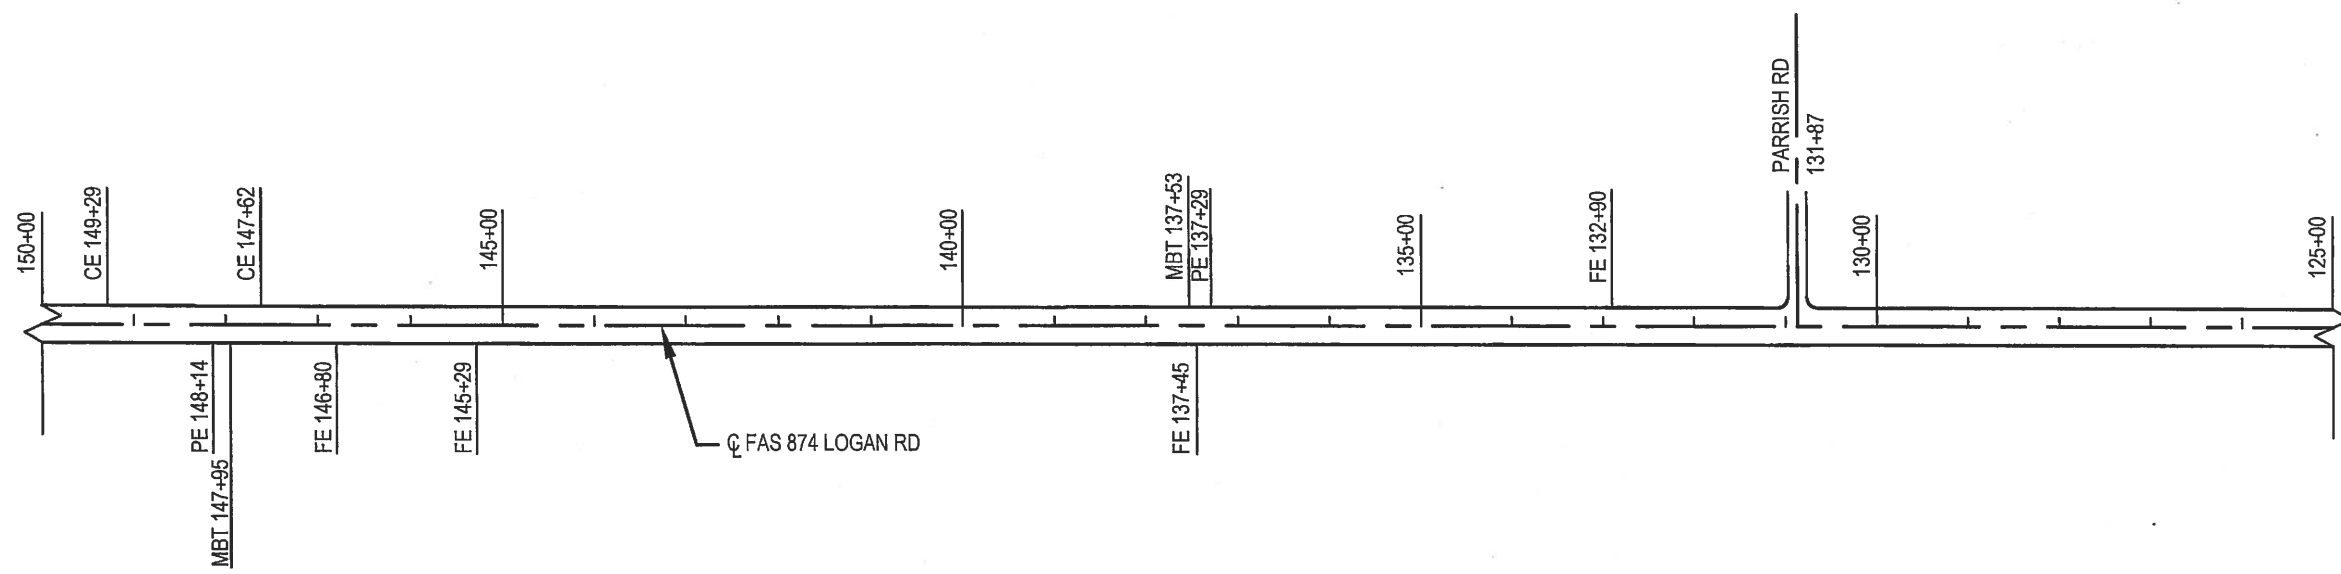 PARRISH RD
131+87
150+00
CE 149+29
CE 147+62
145+00
140+00
MBT 137+53
PE 137+29
135+00
FE 132+90
130+00
125+00
PE 148+14
MBT 147+95
FE 146+80
FE 145+29
℄ FAS 874 LOGAN RD
FE 137+45